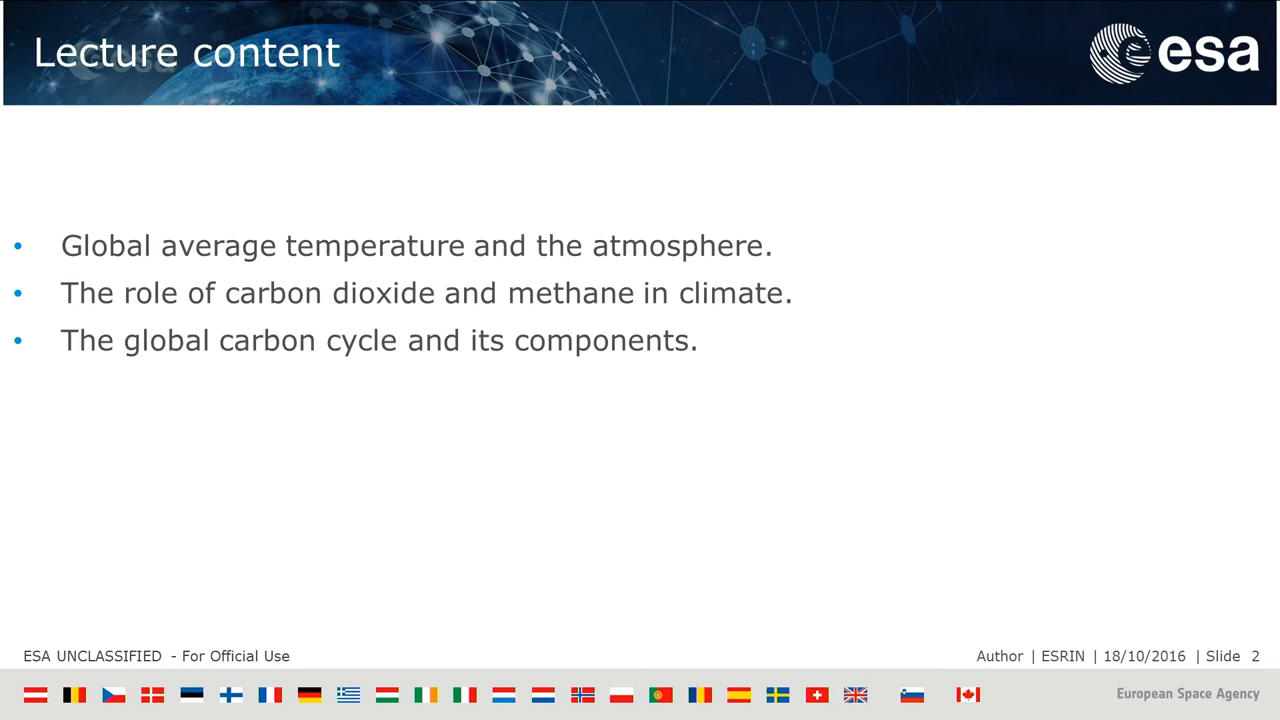 Lecture content
esa
• Global average temperature and the atmosphere.
• The role of carbon dioxide and methane in climate.
• The global carbon cycle and its components.
ESA UNCLASSIFIED - For Official Use
Author | ESRIN | 18/10/2016 | Slide 2
European Space Agency